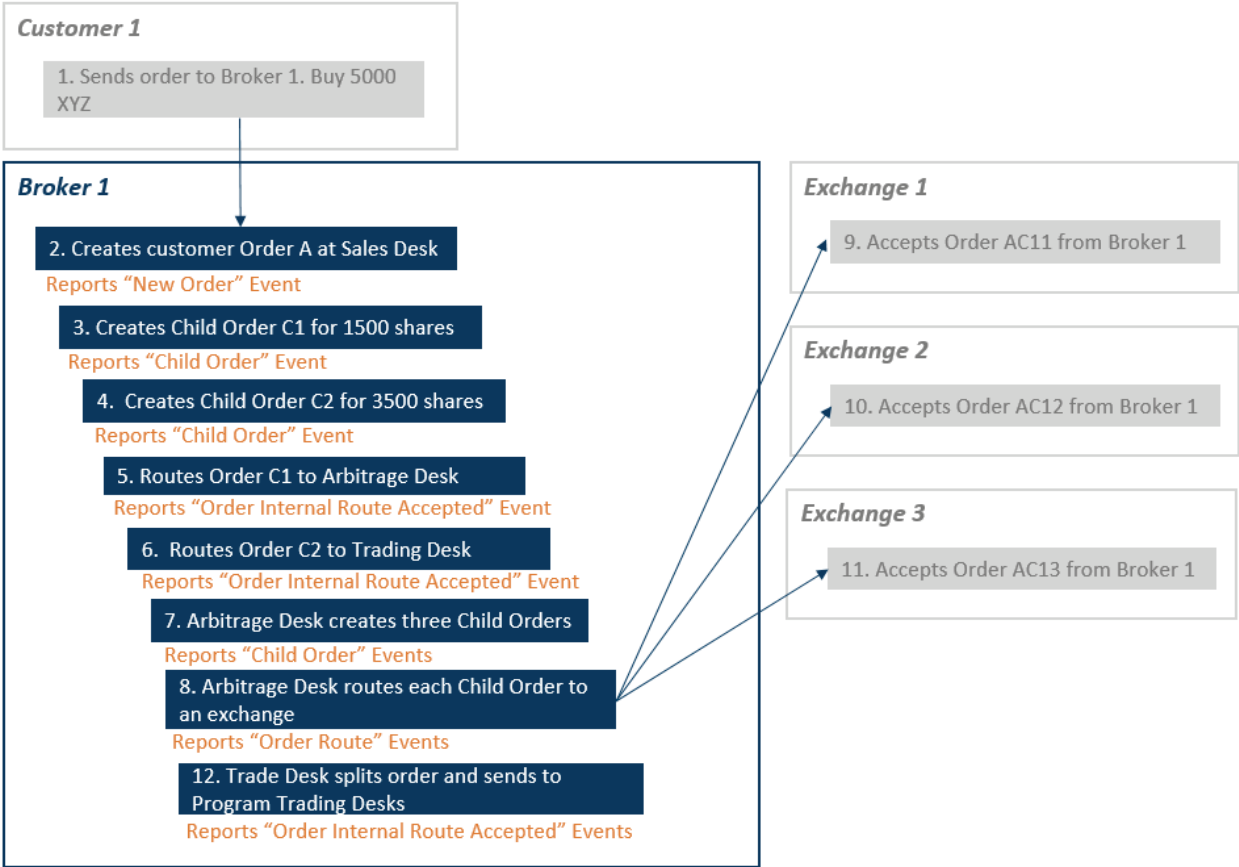 Customer 1
1. Sends order to Broker 1. Buy 5000
XYZ
Broker 1
2. Creates customer Order A at Sales Desk
Reports “New Order” Event
3. Creates Child Order C1 for 1500 shares
Reports “Child Order” Event
4. Creates Child Order C2 for 3500 shares
Reports “Child Order” Event
5. Routes Order C1 to Arbitrage Desk
Reports “Order Internal Route Accepted” Event
6. Routes Order C2 to Trading Desk
Reports “Order Internal Route Accepted” Event
7. Arbitrage Desk creates three Child Orders
Reports “Child Order” Events
8. Arbitrage Desk routes each Child Order to
an exchange
Reports “Order Route” Events
12. Trade Desk splits order and sends to
Program Trading Desks
Reports “Order Internal Route Accepted” Events
Exchange 1
9. Accepts Order AC11 from Broker 1
Exchange 2
10. Accepts Order AC12 from Broker 1
Exchange 3
11. Accepts Order AC13 from Broker 1